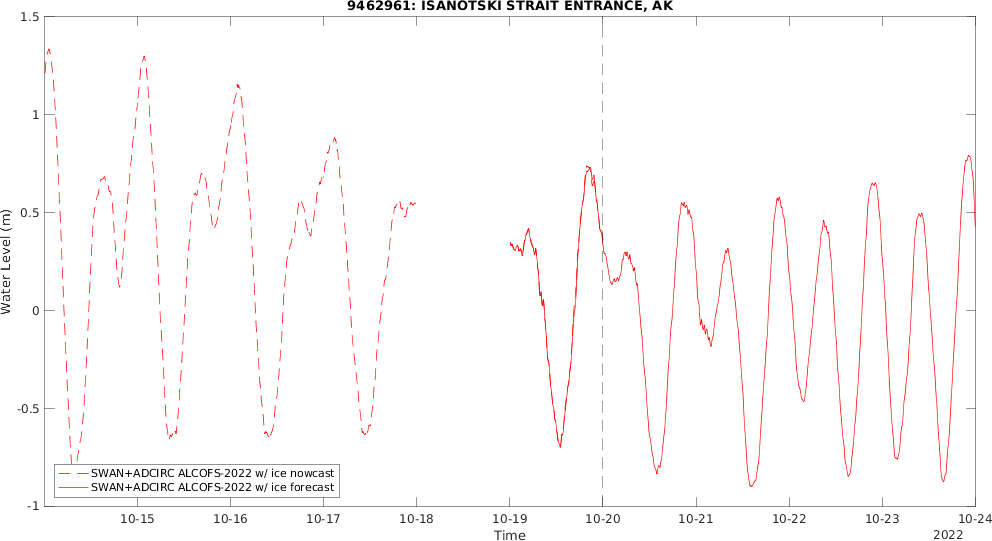 9462961: ISANOTSKI STRAIT ENTRANCE, AK
1.5
1
0.5
0
-0.5
-1
Water Level (m)
SWAN+ADCIRC ALCOFS-2022 w/ ice nowcast
SWAN+ADCIRC ALCOFS-2022 w/ ice forecast
10-15 10-16 10-17 10-18 10-19 10-20 10-21 10-22 10-23 10-24
Time
2022